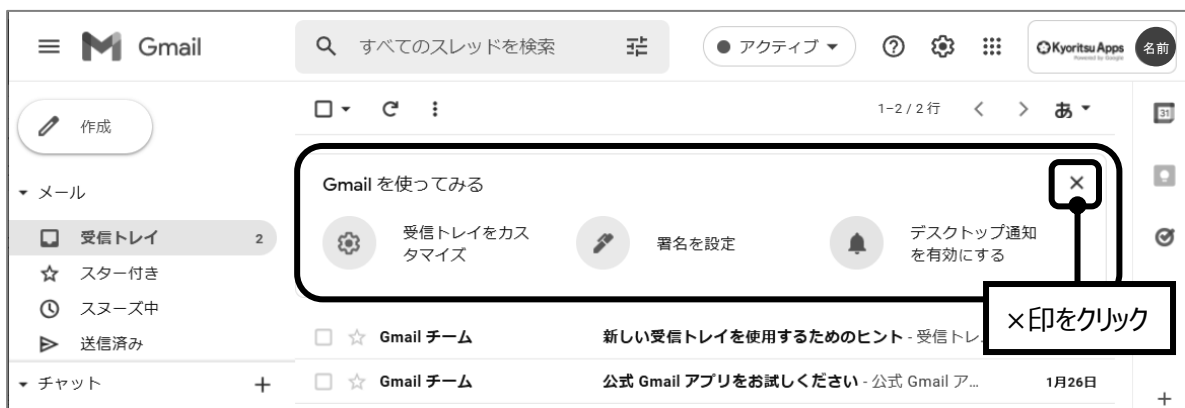 Gmail
すべてのスレッドを検索
アクティブ
Kyoritsu Apps
Powered by Google
名前
作成
1-2 / 2 行
あ
31
メール
Gmail を使ってみる
受信トレイ 2
受信トレイをカス
タマイズ
署名を設定
デスクトップ通知
を有効にする
スター付き
スヌーズ中
×印をクリック
送信済み
Gmail チーム 新しい受信トレイを使用するためのヒント - 受信トレ
チャット
Gmail チーム 公式 Gmail アプリをお試しください - 公式 Gmail ア... 1月26日